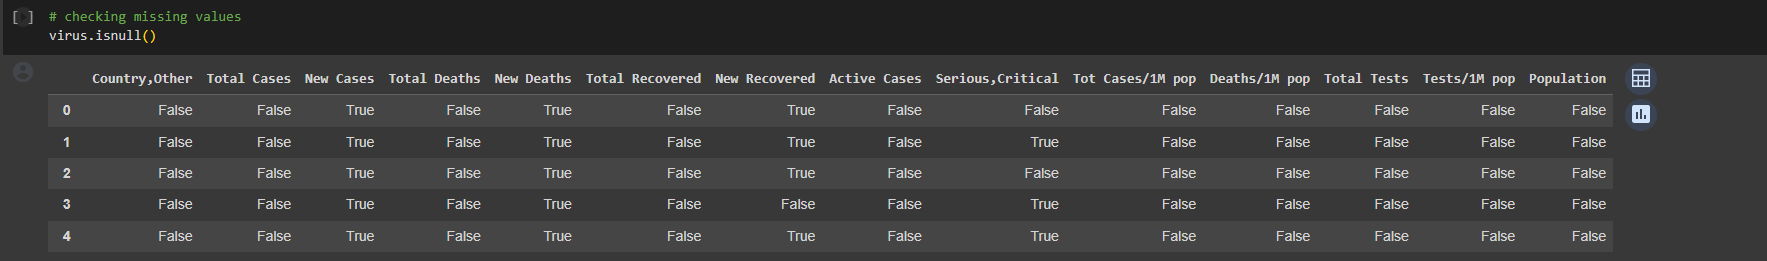 [ ] # checking missing values
virus.isnull()
Country,Other Total Cases New Cases Total Deaths New Deaths Total Recovered New Recovered Active Cases Serious,Critical Tot Cases/1M pop Deaths/1M pop Total Tests Tests/1M pop Population
0 False False True False True False True False False False False False False False
1 False False True False True False True False True False False False False False
2 False False True False True False True False False False False False False False
3 False False True False True False False False True False False False False False
4 False False True False True False True False True False False False False False